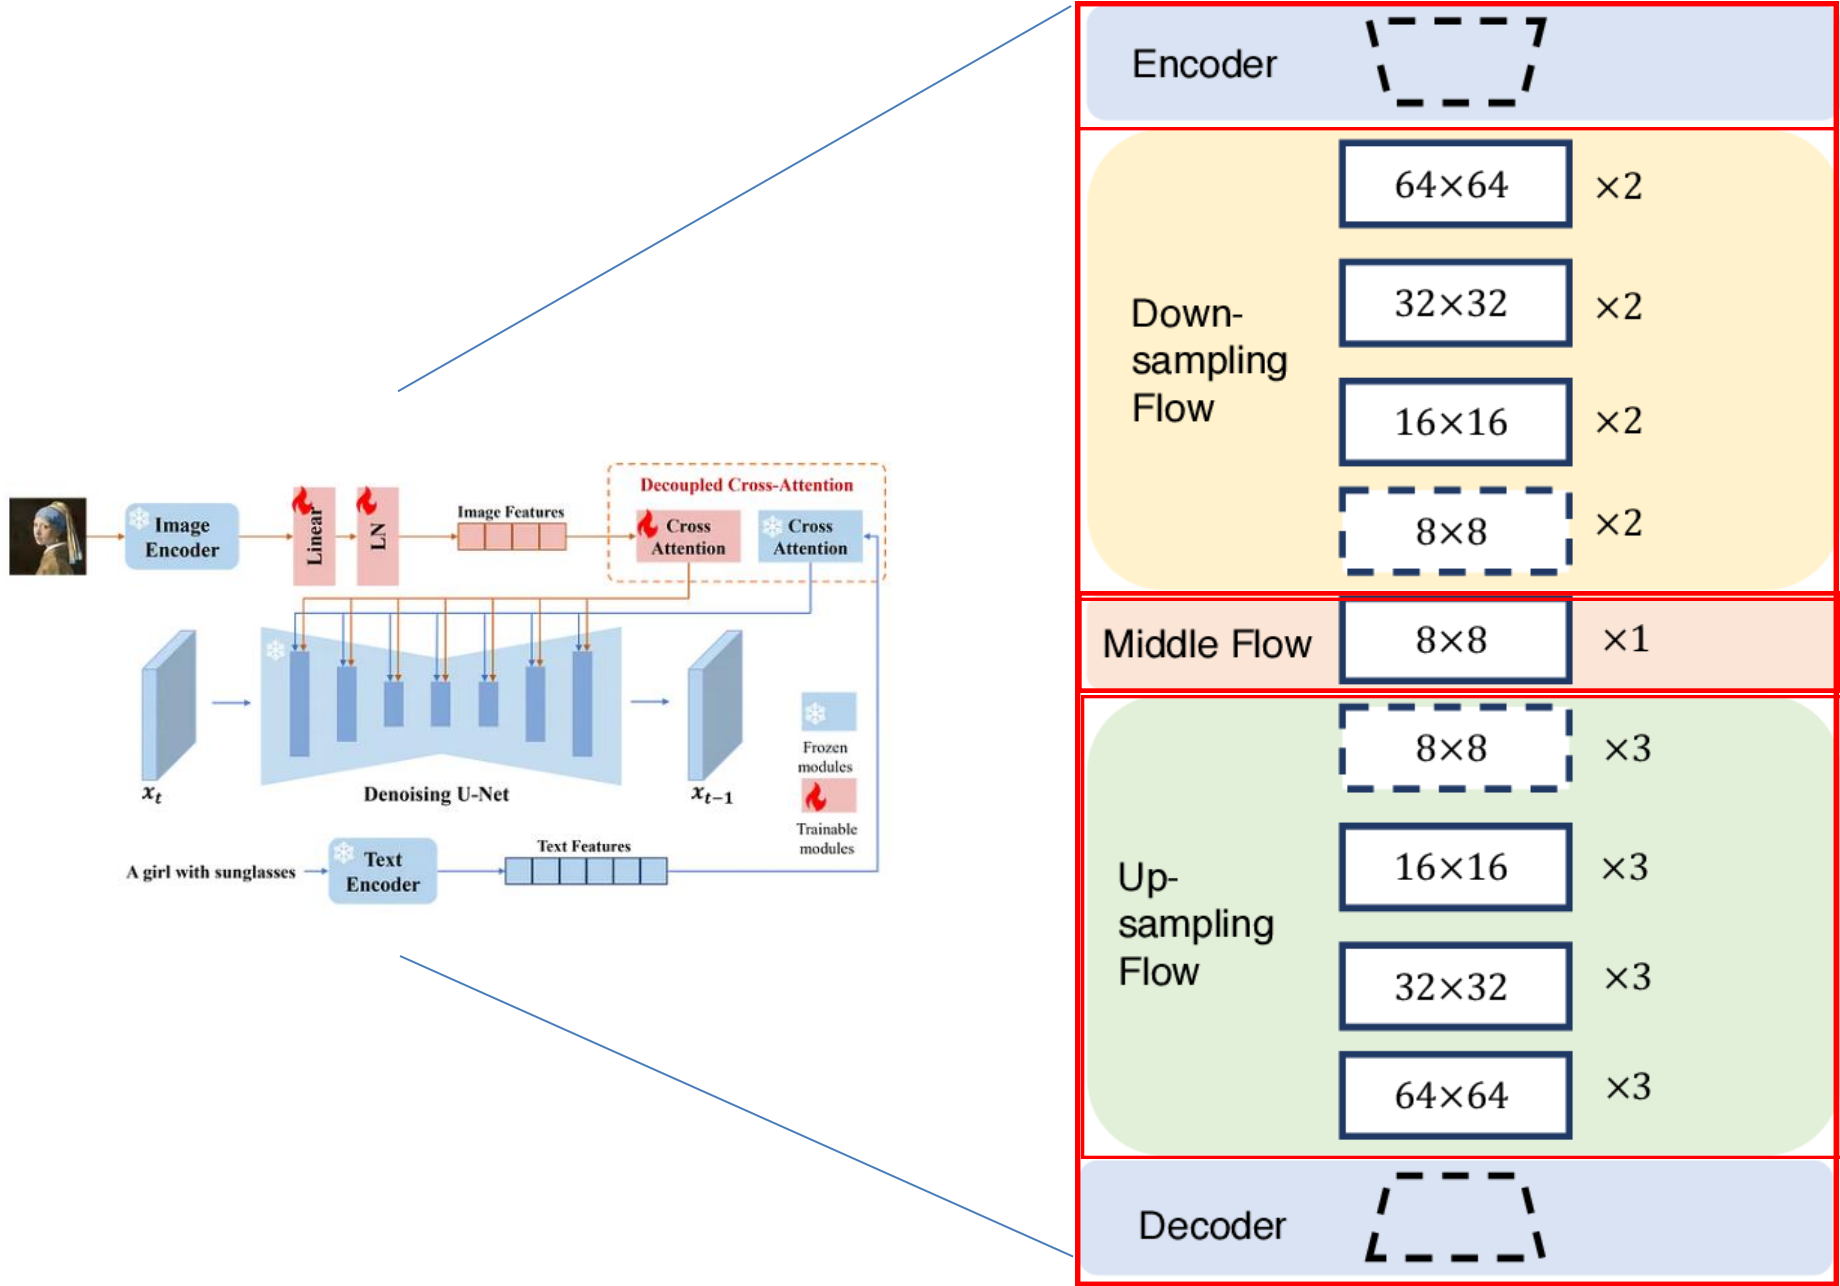 Decoupled Cross-Attention
Image
Encoder
Linear
LN
Image Features
Cross
Attention
Cross
Attention
xₜ
Denoising U-Net
xₜ₋₁
Frozen
modules
Trainable
modules
A girl with sunglasses
Text
Encoder
Text Features
Encoder
Down-
sampling
Flow
64×64 ×2
32×32 ×2
16×16 ×2
8×8 ×2
Middle Flow 8×8 ×1
Up-
sampling
Flow
8×8 ×3
16×16 ×3
32×32 ×3
64×64 ×3
Decoder